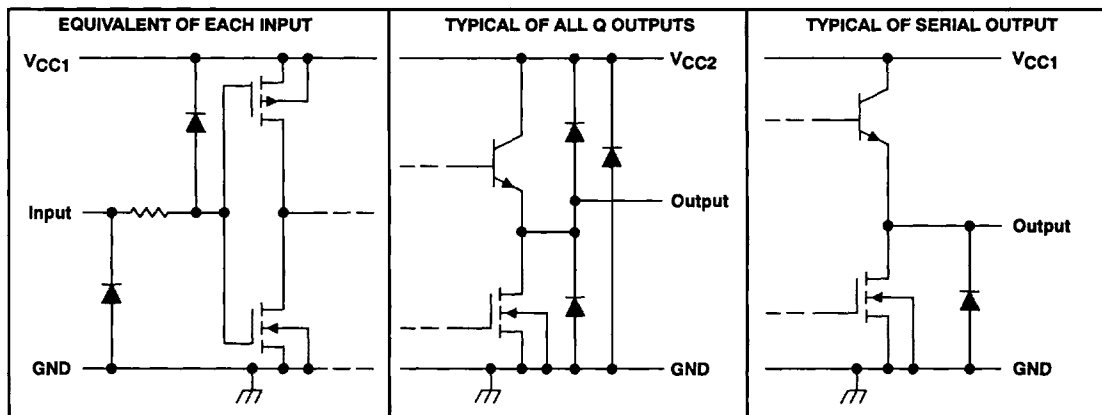 EQUIVALENT OF EACH INPUT
VCC1
Input
GND
TYPICAL OF ALL Q OUTPUTS
VCC2
Output
GND
TYPICAL OF SERIAL OUTPUT
VCC1
Output
GND